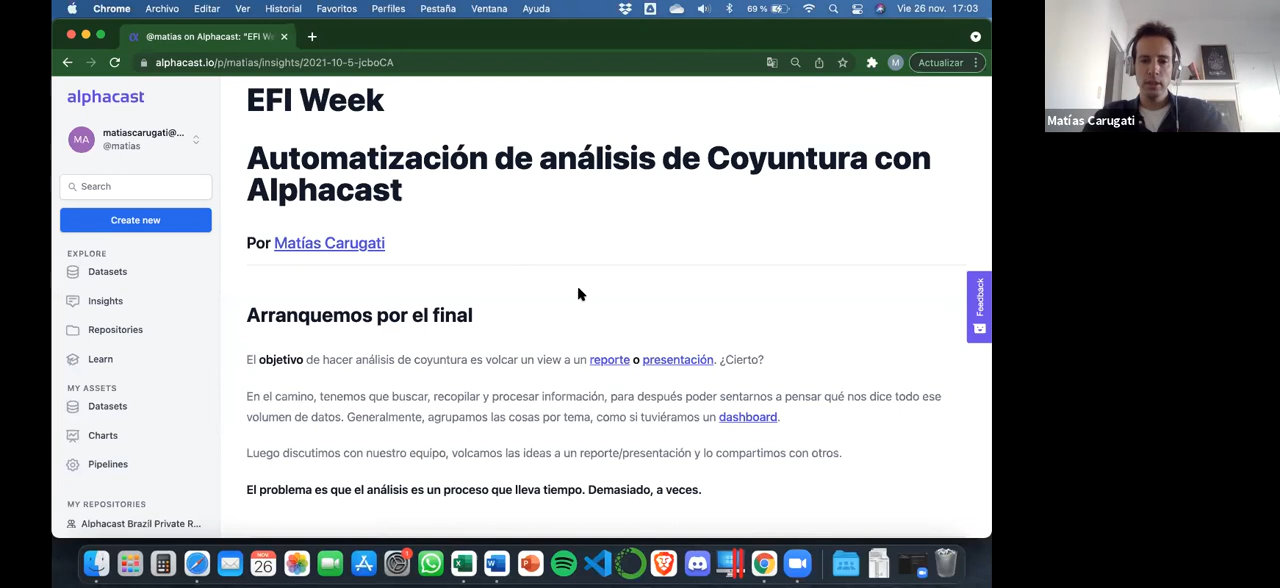 Chrome Archivo Editar Ver Historial Favoritos Perfiles Pestaña Ventana Ayuda 69 % Vie 26 nov. 17:03
@matias on Alphacast: "EFI We
alphacast.io/p/matias/insights/2021-10-5-jcboCA M Actualizar
alphacast
MA matiascarugati@...
@matias
Search
Create new
EXPLORE
Datasets
Insights
Repositories
Learn
MY ASSETS
Datasets
Charts
Pipelines
MY REPOSITORIES
Alphacast Brazil Private R...
EFI Week
Automatización de análisis de Coyuntura con
Alphacast
Por Matías Carugati
Arranquemos por el final
El objetivo de hacer análisis de coyuntura es volcar un view a un reporte o presentación. ¿Cierto?
En el camino, tenemos que buscar, recopilar y procesar información, para después poder sentarnos a pensar qué nos dice todo ese
volumen de datos. Generalmente, agrupamos las cosas por tema, como si tuviéramos un dashboard.
Luego discutimos con nuestro equipo, volcamos las ideas a un reporte/presentación y lo compartimos con otros.
El problema es que el análisis es un proceso que lleva tiempo. Demasiado, a veces.
Feedback
NOV
26
1
Matías Carugati